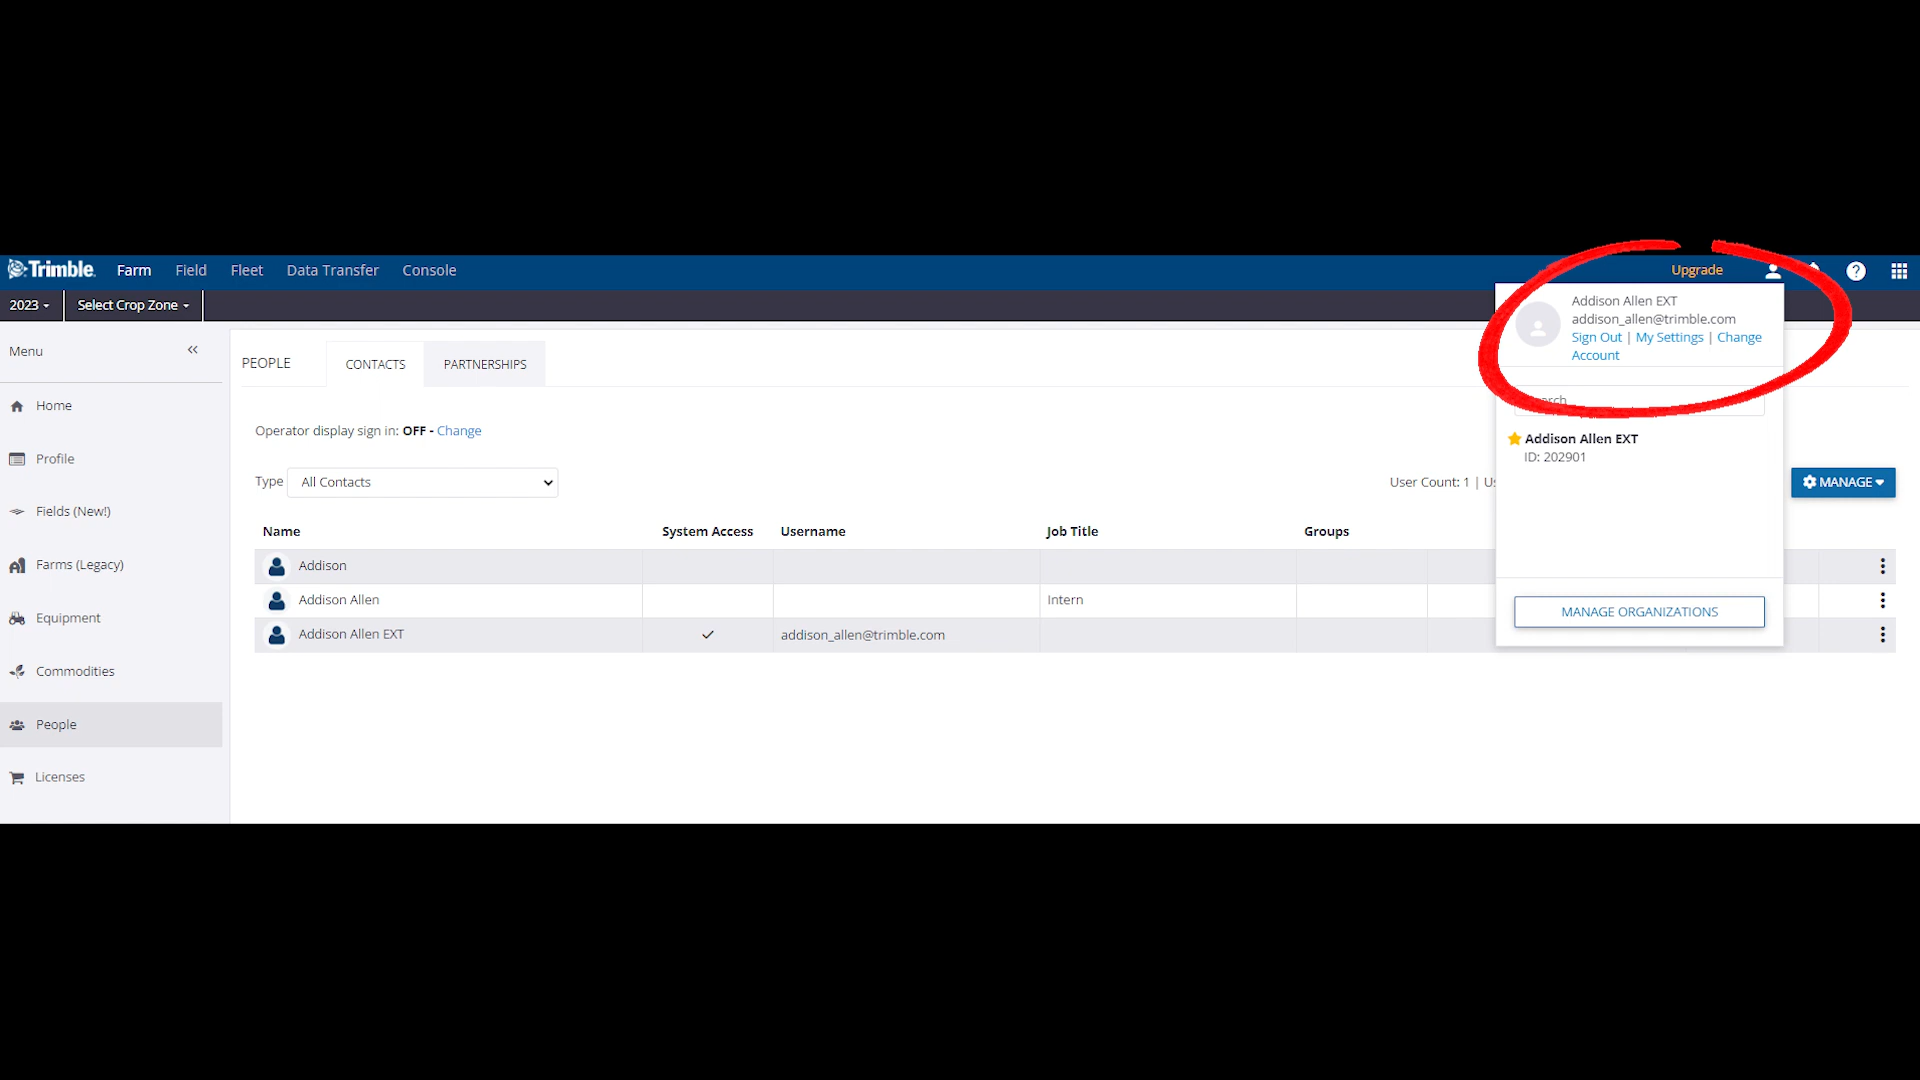 Trimble. Farm Field Fleet Data Transfer Console Upgrade ?
2023 Select Crop Zone
Addison Allen EXT
addison_allen@trimble.com
Sign Out | My Settings | Change
Account
Menu «
PEOPLE CONTACTS PARTNERSHIPS
Home
Operator display sign in: OFF - Change
Addison Allen EXT
ID: 202901
Profile
Type All Contacts User Count: 1 | MANAGE
Fields (New!)
Name System Access Username Job Title Groups
Farms (Legacy)
Addison
Addison Allen Intern
MANAGE ORGANIZATIONS
Equipment
Addison Allen EXT ✓ addison_allen@trimble.com
Commodities
People
Licenses